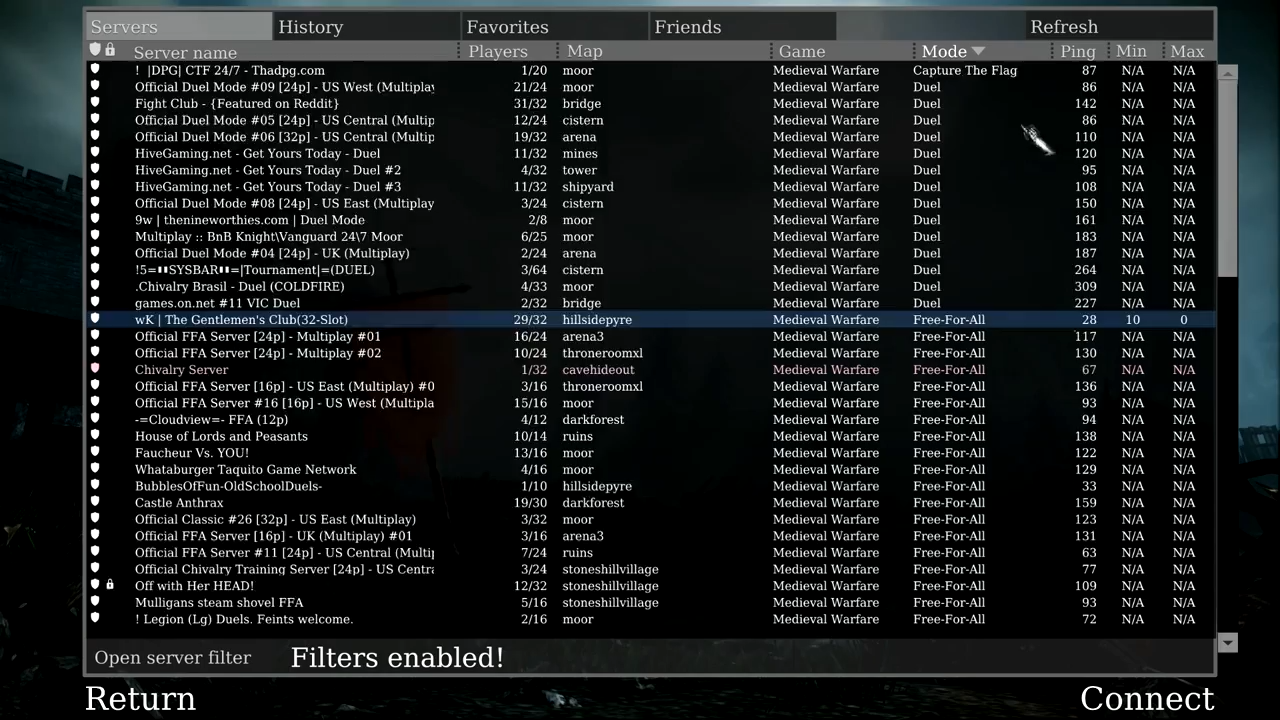 Servers History Favorites Friends Refresh
Server name Players Map Game Mode Ping Min Max
! |DPG| CTF 24/7 - Thadpg.com 1/20 moor Medieval Warfare Capture The Flag 87 N/A N/A
Official Duel Mode #09 [24p] - US West (Multipla 21/24 moor Medieval Warfare Duel 86 N/A N/A
Fight Club - {Featured on Reddit} 31/32 bridge Medieval Warfare Duel 142 N/A N/A
Official Duel Mode #05 [24p] - US Central (Multip 12/24 cistern Medieval Warfare Duel 86 N/A N/A
Official Duel Mode #06 [32p] - US Central (Multip 19/32 arena Medieval Warfare Duel 110 N/A N/A
HiveGaming.net - Get Yours Today - Duel 11/32 mines Medieval Warfare Duel 120 N/A N/A
HiveGaming.net - Get Yours Today - Duel #2 4/32 tower Medieval Warfare Duel 95 N/A N/A
HiveGaming.net - Get Yours Today - Duel #3 11/32 shipyard Medieval Warfare Duel 108 N/A N/A
Official Duel Mode #08 [24p] - US East (Multiplay 3/24 cistern Medieval Warfare Duel 150 N/A N/A
9w | thenineworthies.com | Duel Mode 2/8 moor Medieval Warfare Duel 161 N/A N/A
Multiplay :: BnB Knight\Vanguard 24\7 Moor 6/25 moor Medieval Warfare Duel 183 N/A N/A
Official Duel Mode #04 [24p] - UK (Multiplay) 2/24 arena Medieval Warfare Duel 187 N/A N/A
!5=▮▮SYSBAR▮▮=|Tournament|=(DUEL) 3/64 cistern Medieval Warfare Duel 264 N/A N/A
.Chivalry Brasil - Duel (COLDFIRE) 4/33 moor Medieval Warfare Duel 309 N/A N/A
games.on.net #11 VIC Duel 2/32 bridge Medieval Warfare Duel 227 N/A N/A
wK | The Gentlemen's Club(32-Slot) 29/32 hillsidepyre Medieval Warfare Free-For-All 28 10 0
Official FFA Server [24p] - Multiplay #01 16/24 arena3 Medieval Warfare Free-For-All 117 N/A N/A
Official FFA Server [24p] - Multiplay #02 10/24 throneroomxl Medieval Warfare Free-For-All 130 N/A N/A
Chivalry Server 1/32 cavehideout Medieval Warfare Free-For-All 67 N/A N/A
Official FFA Server [16p] - US East (Multiplay) #0 3/16 throneroomxl Medieval Warfare Free-For-All 136 N/A N/A
Official FFA Server #16 [16p] - US West (Multipla 15/16 moor Medieval Warfare Free-For-All 93 N/A N/A
-=Cloudview=- FFA (12p) 4/12 darkforest Medieval Warfare Free-For-All 94 N/A N/A
House of Lords and Peasants 10/14 ruins Medieval Warfare Free-For-All 138 N/A N/A
Faucheur Vs. YOU! 13/16 moor Medieval Warfare Free-For-All 122 N/A N/A
Whataburger Taquito Game Network 4/16 moor Medieval Warfare Free-For-All 129 N/A N/A
BubblesOfFun-OldSchoolDuels- 1/10 hillsidepyre Medieval Warfare Free-For-All 33 N/A N/A
Castle Anthrax 19/30 darkforest Medieval Warfare Free-For-All 159 N/A N/A
Official Classic #26 [32p] - US East (Multiplay) 3/32 moor Medieval Warfare Free-For-All 123 N/A N/A
Official FFA Server [16p] - UK (Multiplay) #01 3/16 arena3 Medieval Warfare Free-For-All 131 N/A N/A
Official FFA Server #11 [24p] - US Central (Multip 7/24 ruins Medieval Warfare Free-For-All 63 N/A N/A
Official Chivalry Training Server [24p] - US Centra 3/24 stoneshillvillage Medieval Warfare Free-For-All 77 N/A N/A
Off with Her HEAD! 12/32 stoneshillvillage Medieval Warfare Free-For-All 109 N/A N/A
Mulligans steam shovel FFA 5/16 stoneshillvillage Medieval Warfare Free-For-All 93 N/A N/A
! Legion (Lg) Duels. Feints welcome. 2/16 moor Medieval Warfare Free-For-All 72 N/A N/A
Open server filter Filters enabled!
Return Connect